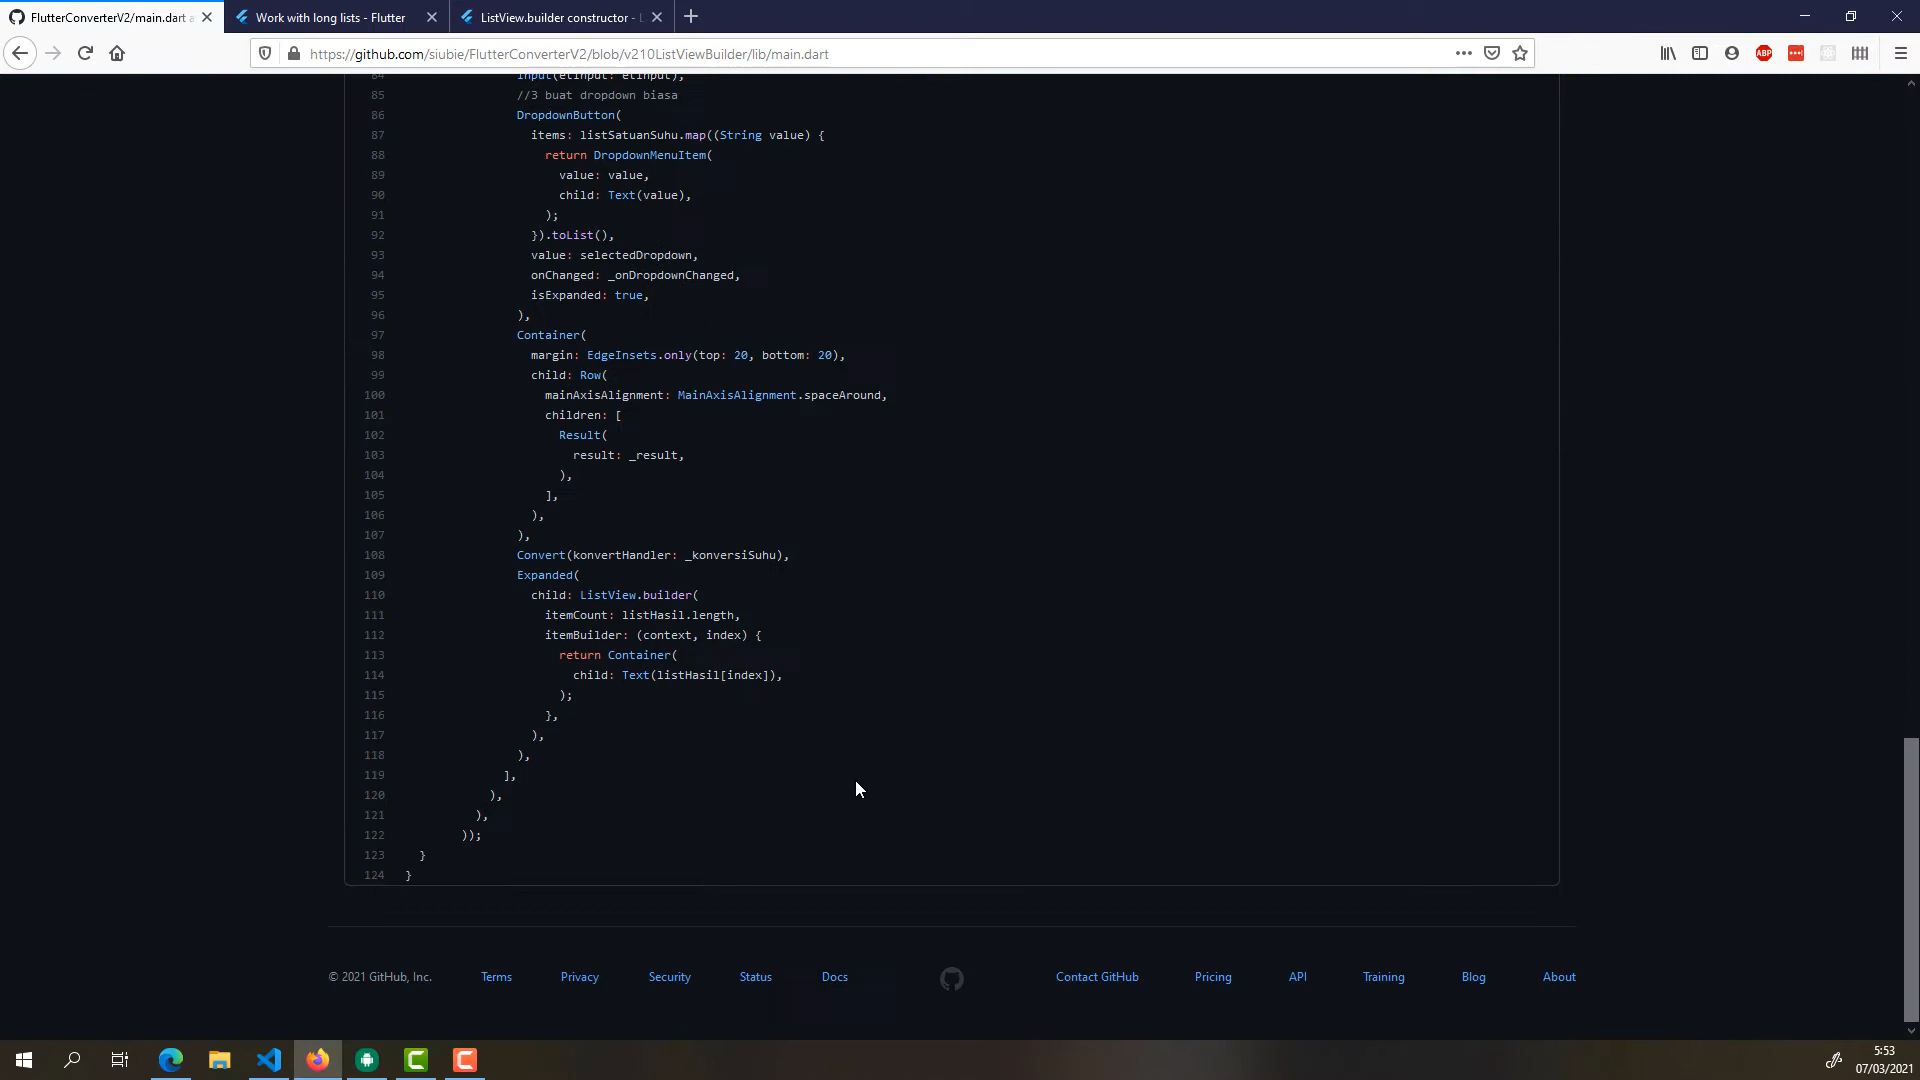 FlutterConverterV2/main.dart a
Work with long lists - Flutter
ListView.builder constructor - L
https://github.com/siubie/FlutterConverterV2/blob/v210ListViewBuilder/lib/main.dart
84 Input(etInput: etInput),
85 //3 buat dropdown biasa
86 DropdownButton(
87 items: listSatuanSuhu.map((String value) {
88 return DropdownMenuItem(
89 value: value,
90 child: Text(value),
91 );
92 }).toList(),
93 value: selectedDropdown,
94 onChanged: _onDropdownChanged,
95 isExpanded: true,
96 ),
97 Container(
98 margin: EdgeInsets.only(top: 20, bottom: 20),
99 child: Row(
100 mainAxisAlignment: MainAxisAlignment.spaceAround,
101 children: [
102 Result(
103 result: _result,
104 ),
105 ],
106 ),
107 ),
108 Convert(konvertHandler: _konversiSuhu),
109 Expanded(
110 child: ListView.builder(
111 itemCount: listHasil.length,
112 itemBuilder: (context, index) {
113 return Container(
114 child: Text(listHasil[index]),
115 );
116 },
117 ),
118 ),
119 ],
120 ),
121 ),
122 ));
123 }
124 }
© 2021 GitHub, Inc.
Terms
Privacy
Security
Status
Docs
Contact GitHub
Pricing
API
Training
Blog
About
ABP
5:53
07/03/2021